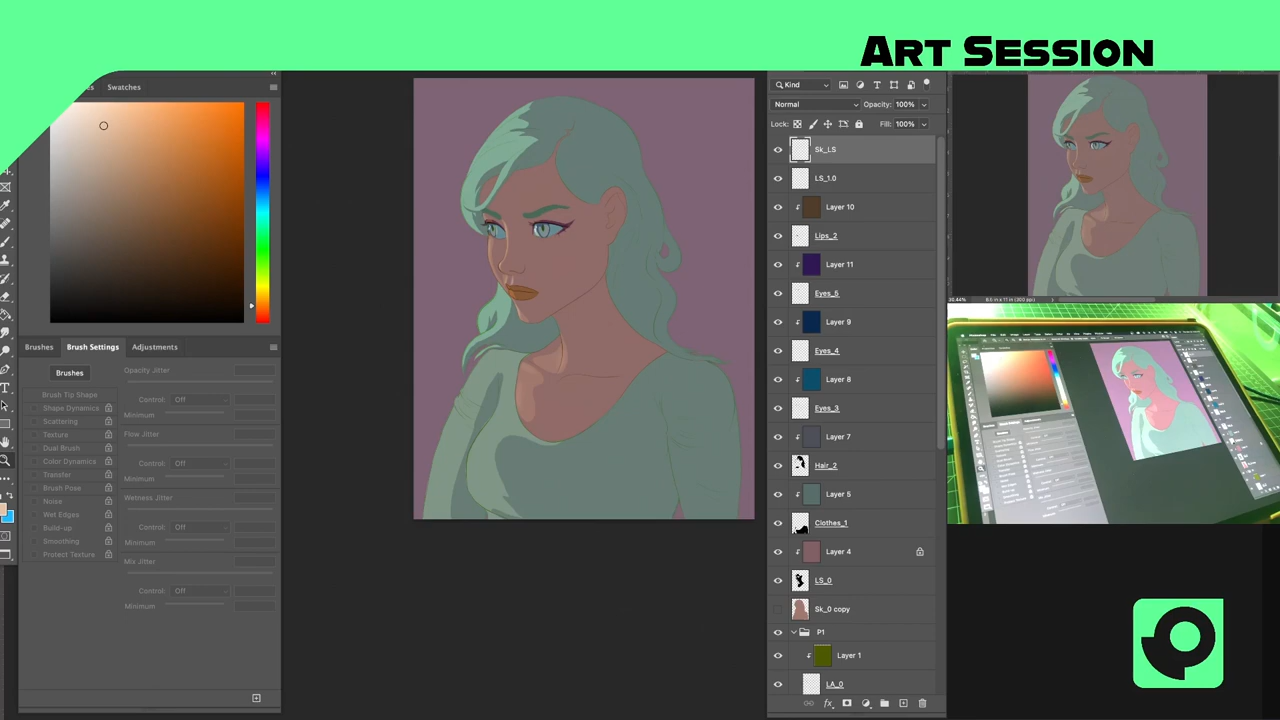 Art Session
Swatches
Brushes
Brush Settings
Adjustments
Brushes
Brush Tip Shape
Shape Dynamics
Scattering
Texture
Dual Brush
Color Dynamics
Transfer
Brush Pose
Noise
Wet Edges
Build-up
Smoothing
Protect Texture
Opacity Jitter
Control: Off
Minimum
Flow Jitter
Control: Off
Minimum
Wetness Jitter
Control: Off
Minimum
Mix Jitter
Control: Off
Minimum
Kind
Normal Opacity: 100%
Lock: Fill: 100%
Sk_LS
LS_1.0
Layer 10
Lips_2
Layer 11
Eyes_5
Layer 9
Eyes_4
Layer 8
Eyes_3
Layer 7
Hair_2
Layer 5
Clothes_1
Layer 4
LS_0
Sk_0 copy
P1
Layer 1
LA_0
fx